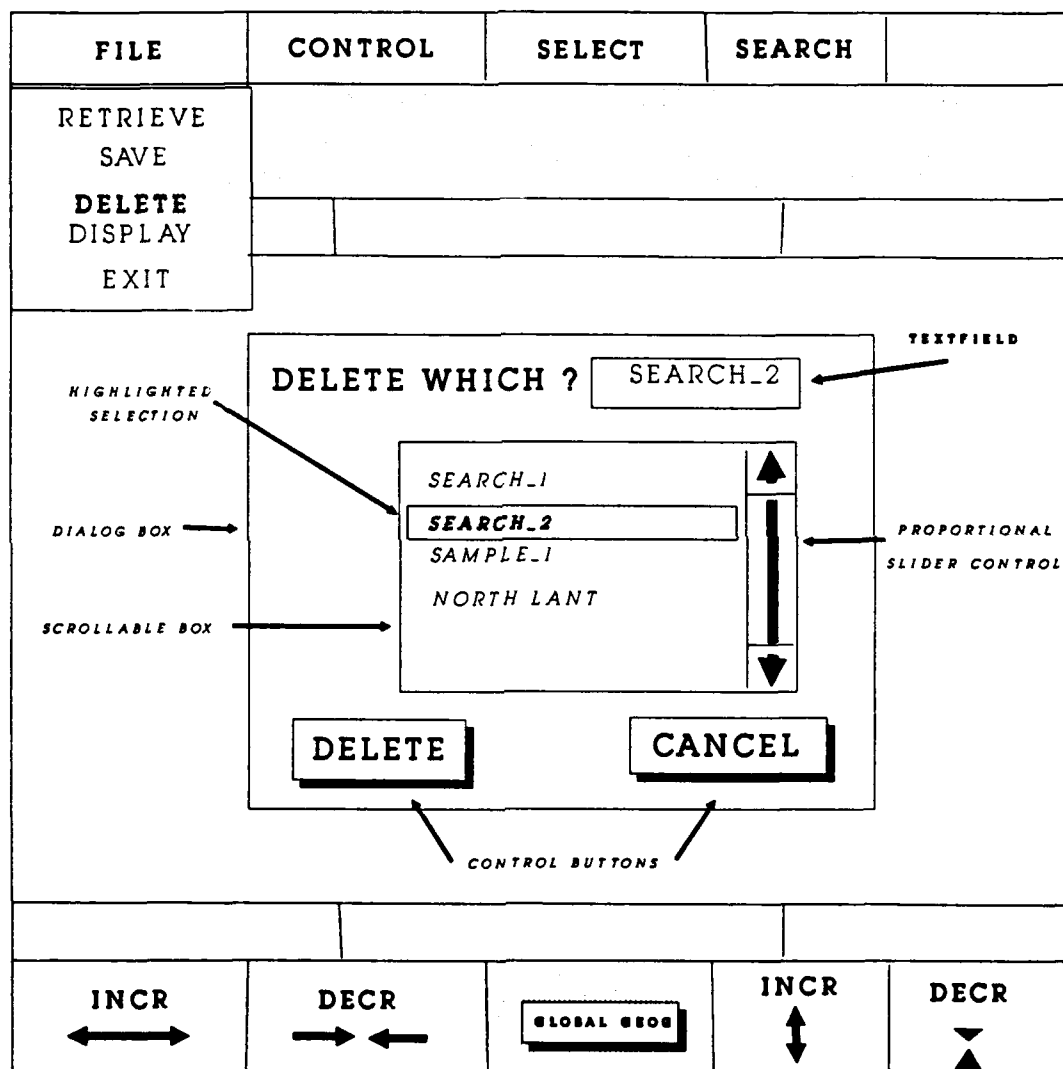 FILE CONTROL SELECT SEARCH
RETRIEVE
SAVE
DELETE
DISPLAY
EXIT
TEXTFIELD
DELETE WHICH ? SEARCH_2
HIGHLIGHTED
SELECTION
SEARCH_1
SEARCH_2
SAMPLE_1
NORTH LANT
DIALOG BOX
PROPORTIONAL
SLIDER CONTROL
SCROLLABLE BOX
DELETE CANCEL
CONTROL BUTTONS
INCR DECR GLOBAL GEOG INCR DECR